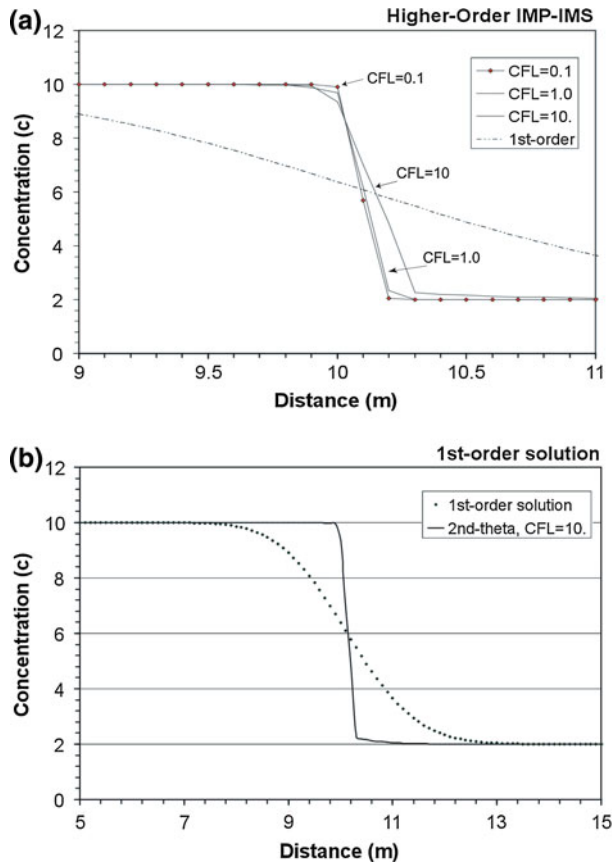 (a)
Higher-Order IMP-IMS
12
10
8
6
4
2
0
Concentration (c)
CFL=0.1
CFL=0.1
CFL=1.0
CFL=10.
1st-order
CFL=10
CFL=1.0
9
9.5
10
10.5
11
Distance (m)
(b)
1st-order solution
12
10
8
6
4
2
0
Concentration (c)
1st-order solution
2nd-theta, CFL=10.
5
7
9
11
13
15
Distance (m)